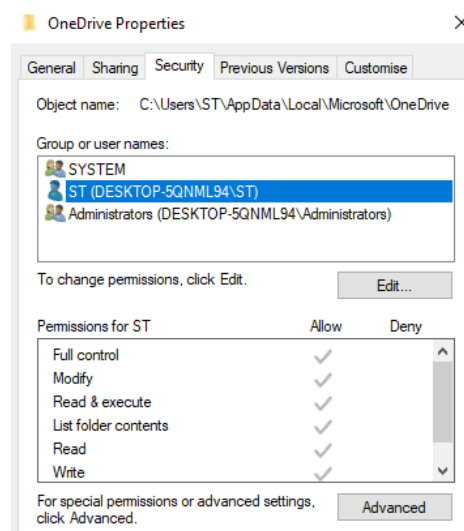 OneDrive Properties
General Sharing Security Previous Versions Customise
Object name: C:\Users\ST\AppData\Local\Microsoft\OneDrive
Group or user names:
SYSTEM
ST (DESKTOP-5QNML94\ST)
Administrators (DESKTOP-5QNML94\Administrators)
To change permissions, click Edit.
Edit...
Permissions for ST Allow Deny
Full control
Modify
Read & execute
List folder contents
Read
Write
For special permissions or advanced settings,
click Advanced.
Advanced